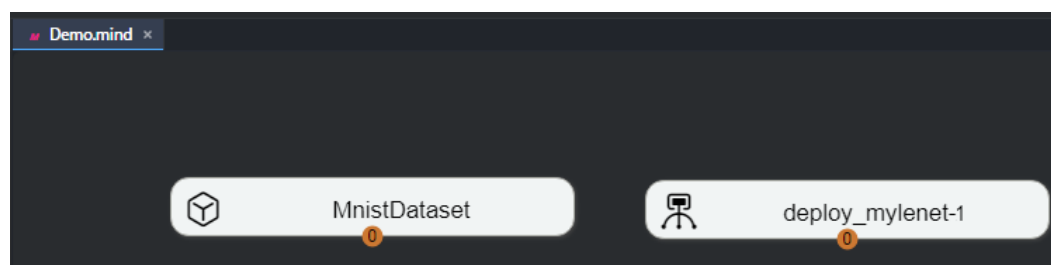 Demo.mind ×
MnistDataset
0
deploy_mylenet-1
0